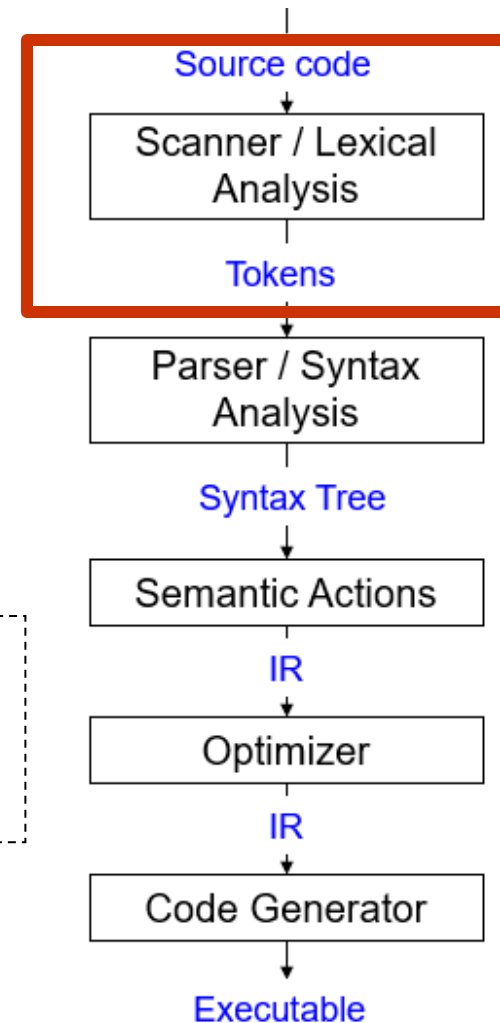 Source code
Scanner / Lexical
Analysis
Tokens
Parser / Syntax
Analysis
Syntax Tree
Semantic Actions
IR
Optimizer
IR
Code Generator
Executable